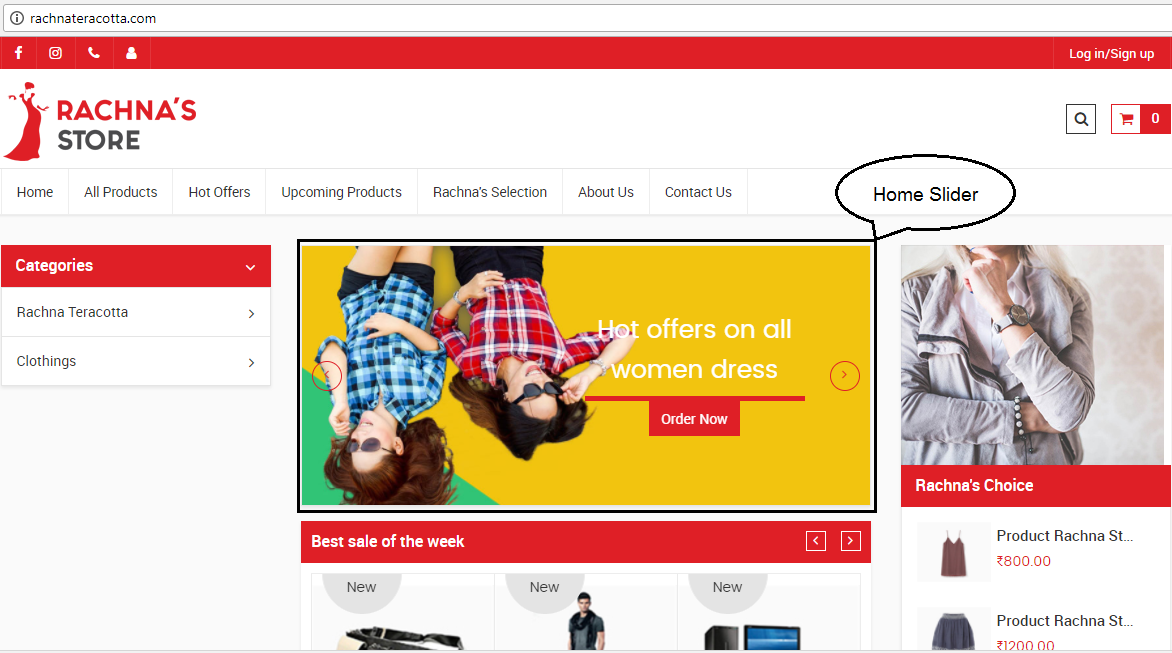 rachnateracotta.com
Log in/Sign up
RACHNA'S
STORE
0
Home
All Products
Hot Offers
Upcoming Products
Rachna's Selection
About Us
Contact Us
Home Slider
Categories
Rachna Teracotta
Clothings
Hot offers on all
women dress
Order Now
Best sale of the week
New
New
New
Rachna's Choice
Product Rachna St...
₹800.00
Product Rachna St...
₹1200.00